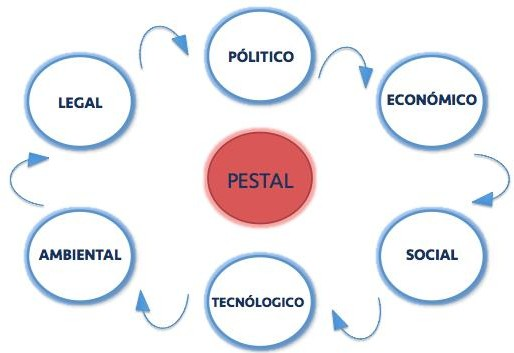 PÓLITICO
ECONÓMICO
SOCIAL
TECNÓLOGICO
AMBIENTAL
LEGAL
PESTAL